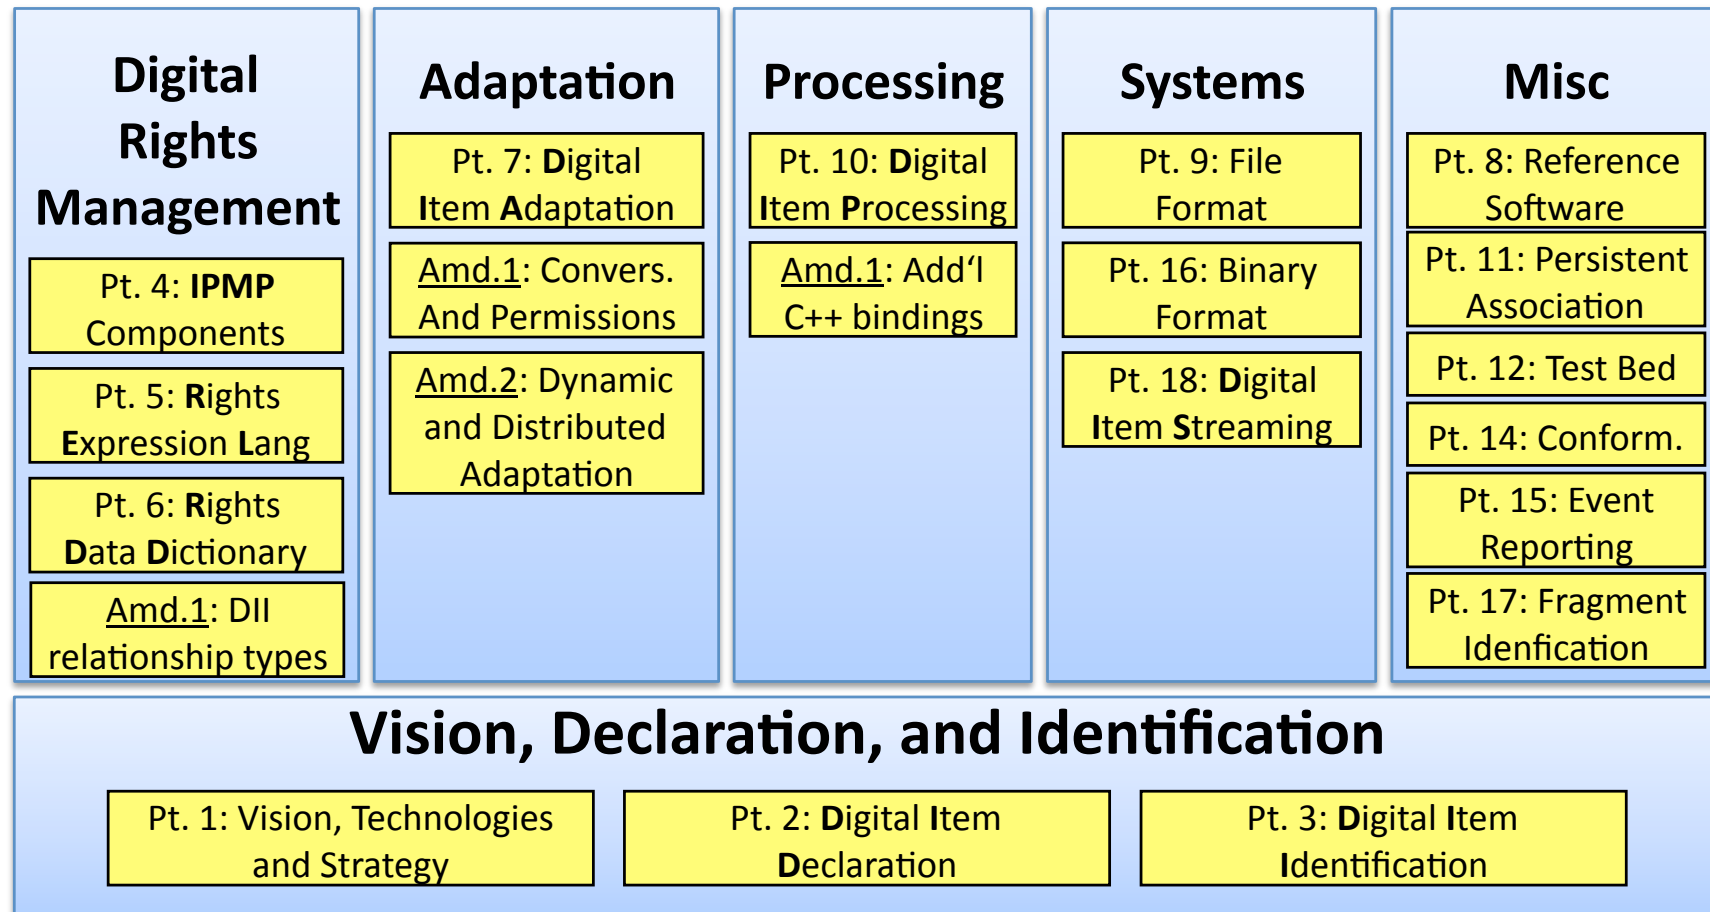 Digital
Rights
Management
Pt. 4: IPMP
Components
Pt. 5: Rights
Expression Lang
Pt. 6: Rights
Data Dictionary
Amd.1: DII
relationship types
Adaptation
Pt. 7: Digital
Item Adaptation
Amd.1: Convers.
And Permissions
Amd.2: Dynamic
and Distributed
Adaptation
Processing
Pt. 10: Digital
Item Processing
Amd.1: Add‘l
C++ bindings
Systems
Pt. 9: File
Format
Pt. 16: Binary
Format
Pt. 18: Digital
Item Streaming
Misc
Pt. 8: Reference
Software
Pt. 11: Persistent
Association
Pt. 12: Test Bed
Pt. 14: Conform.
Pt. 15: Event
Reporting
Pt. 17: Fragment
Idenfication
Vision, Declaration, and Identification
Pt. 1: Vision, Technologies
and Strategy
Pt. 2: Digital Item
Declaration
Pt. 3: Digital Item
Identification